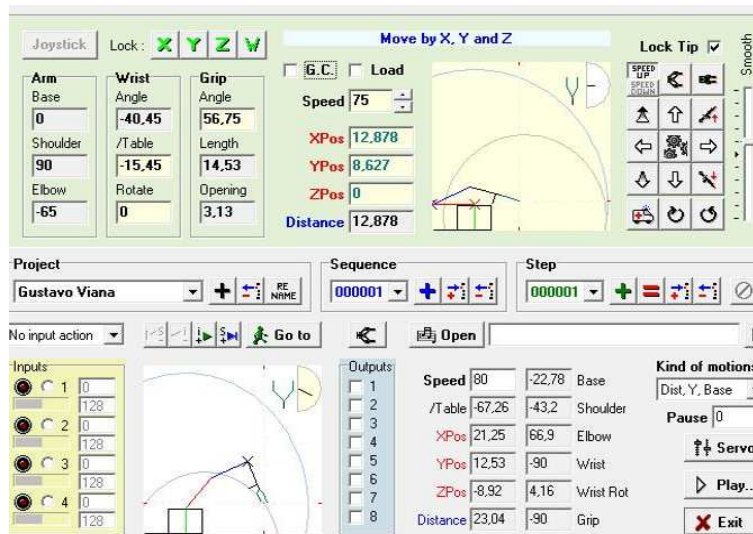 Move by X, Y and Z
Joystick Lock : X Y Z W
Lock Tip
Smooth
Arm
Base
0
Shoulder
90
Elbow
-65
Wrist
Angle
-40,45
/Table
-15,45
Rotate
0
Grip
Angle
56,75
Length
14,53
Opening
3,13
G.C. Load
Speed 75
XPos 12,878
YPos 8,627
ZPos 0
Distance 12,878
SPEED UP
SPEED DOWN
Project
Gustavo Viana
RE NAME
Sequence
000001
Step
000001
No input action
Go to
Open
Inputs
1 0
128
2 0
128
3 0
128
4 0
128
Outputs
1
2
3
4
5
6
7
8
Speed 80 -22,78 Base
/Table -67,26 -43,2 Shoulder
XPos 21,25 66,9 Elbow
YPos 12,53 -90 Wrist
ZPos -8,92 4,16 Wrist Rot
Distance 23,04 -90 Grip
Kind of motions
Dist, Y, Base
Pause 0
Servo
Play..
Exit